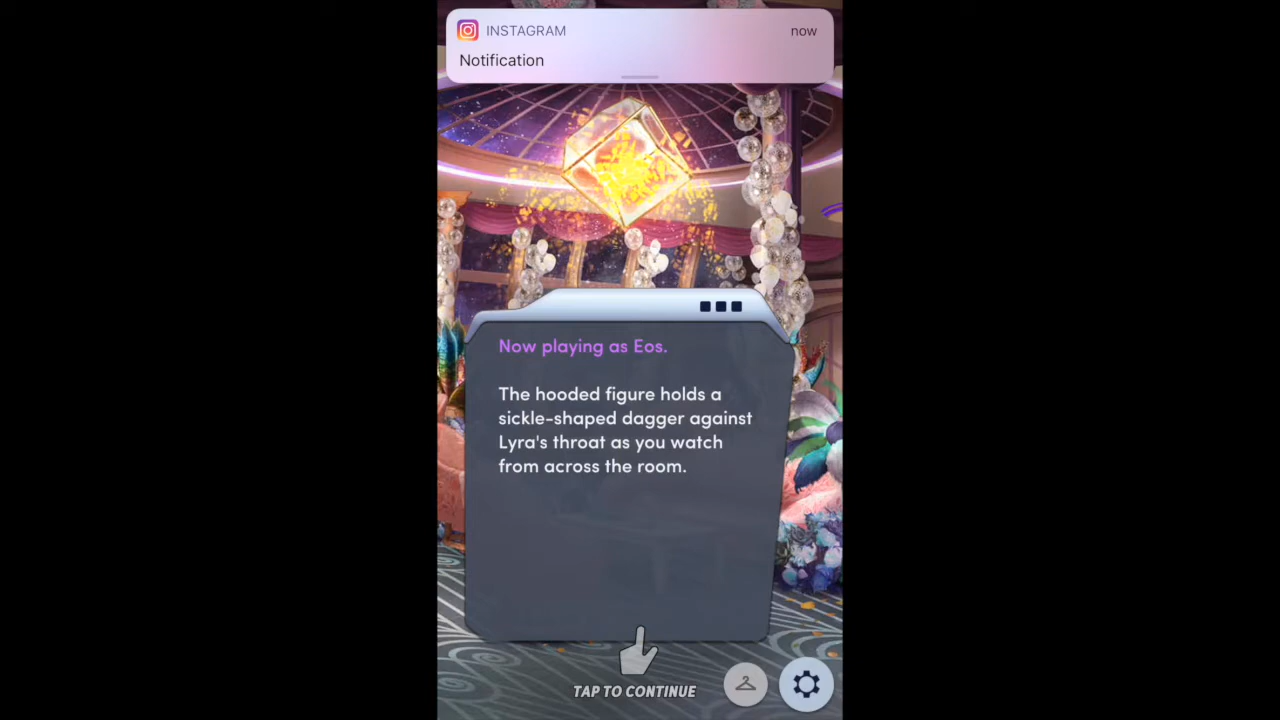 INSTAGRAM now
Notification
Now playing as Eos.
The hooded figure holds a
sickle-shaped dagger against
Lyra's throat as you watch
from across the room.
TAP TO CONTINUE